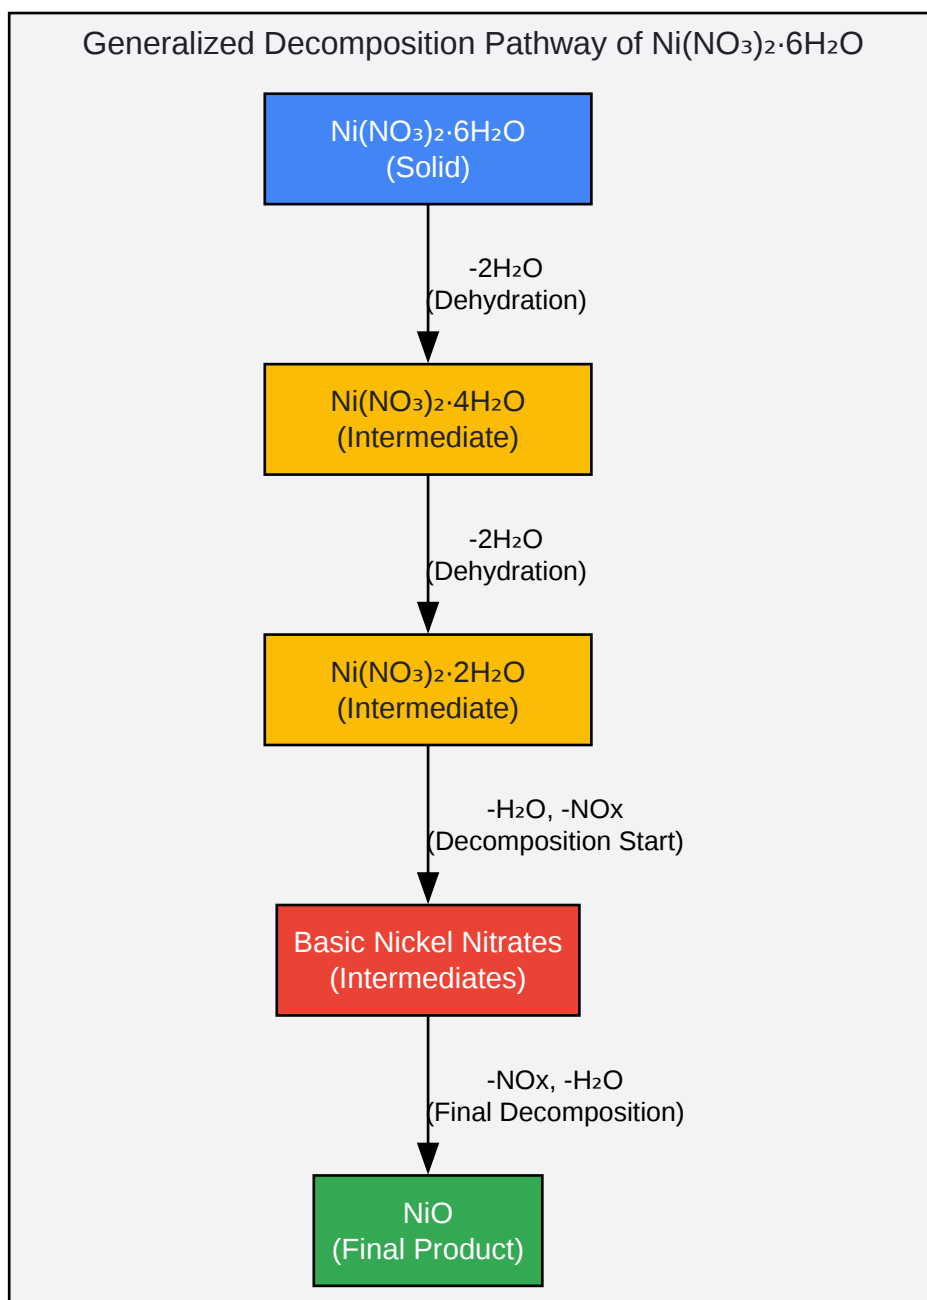 Generalized Decomposition Pathway of Ni(NO₃)₂·6H₂O
Ni(NO₃)₂·6H₂O
(Solid)
-2H₂O
(Dehydration)
Ni(NO₃)₂·4H₂O
(Intermediate)
-2H₂O
(Dehydration)
Ni(NO₃)₂·2H₂O
(Intermediate)
-H₂O, -NOx
(Decomposition Start)
Basic Nickel Nitrates
(Intermediates)
-NOx, -H₂O
(Final Decomposition)
NiO
(Final Product)